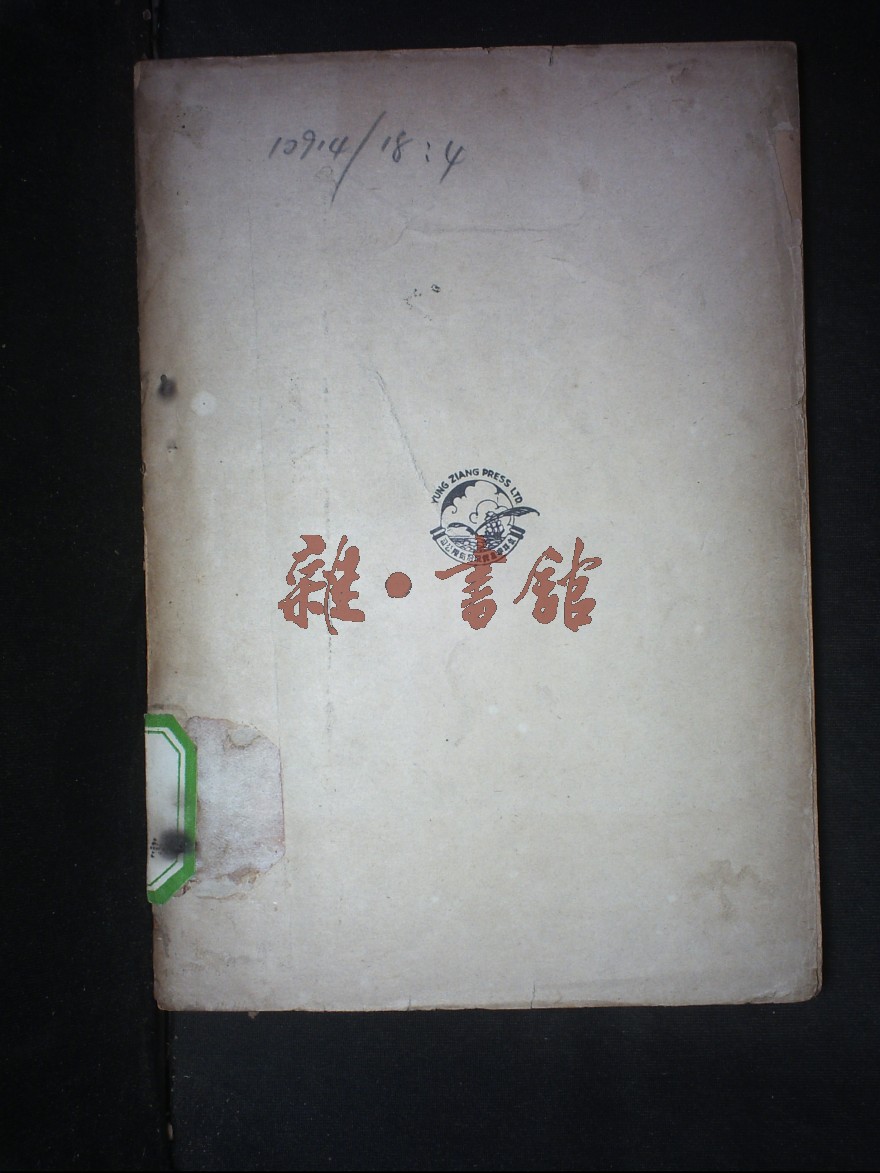 1091.4/18:4
YUNG ZIANG PRESS LTD
雜·書館